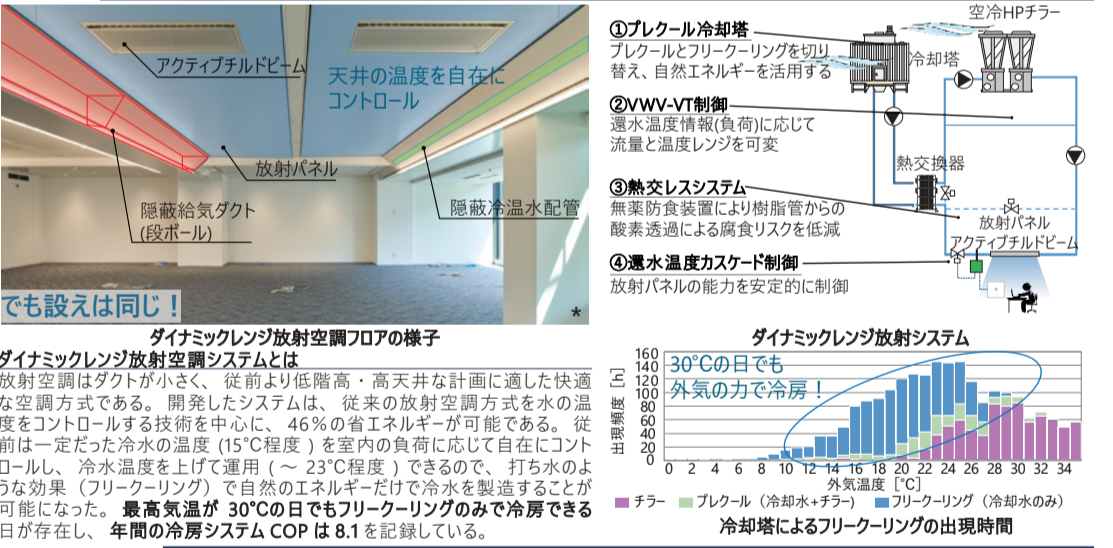 アクティブチルドビーム
天井の温度を自在に
コントロール
放射パネル
隠蔽給気ダクト
(段ボール)
隠蔽冷温水配管
でも設えは同じ！
*
ダイナミックレンジ放射空調フロアの様子
ダイナミックレンジ放射空調システムとは
放射空調はダクトが小さく、従前より低階高・高天井な計画に適した快適
な空調方式である。開発したシステムは、従来の放射空調方式を水の温
度をコントロールする技術を中心に、46%の省エネルギーが可能である。従
前は一定だった冷水の温度 (15℃程度 ) を室内の負荷に応じて自在にコント
ロールし、冷水温度を上げて運用 ( ～ 23℃程度 ) できるので、打ち水のよ
うな効果（フリークーリング）で自然のエネルギーだけで冷水を製造することが
可能になった。最高気温が 30℃の日でもフリークーリングのみで冷房できる
日が存在し、年間の冷房システム COP は 8.1 を記録している。
①プレクール冷却塔
プレクールとフリークーリングを切り
替え、自然エネルギーを活用する
②VWV-VT制御
還水温度情報(負荷)に応じて
流量と温度レンジを可変
③熱交レスシステム
無薬防食装置により樹脂管からの
酸素透過による腐食リスクを低減
④還水温度カスケード制御
放射パネルの能力を安定的に制御
空冷HPチラー
冷却塔
熱交換器
放射パネル
アクティブチルドビーム
ダイナミックレンジ放射システム
30℃の日でも
外気の力で冷房！
出現頻度 [h]
160
140
120
100
80
60
40
20
0
0 2 4 6 8 10 12 14 16 18 20 22 24 26 28 30 32 34
外気温度 [℃]
チラー プレクール（冷却水+チラー） フリークーリング（冷却水のみ）
冷却塔によるフリークーリングの出現時間